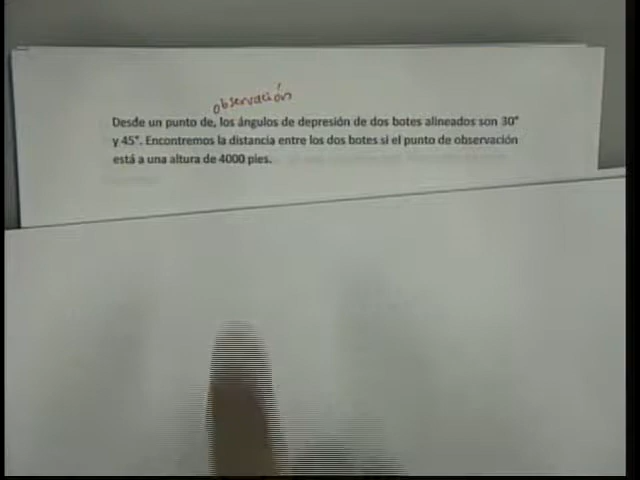 observación
Desde un punto de, los ángulos de depresión de dos botes alineados son 30°
y 45°. Encontremos la distancia entre los dos botes si el punto de observación
está a una altura de 4000 pies.